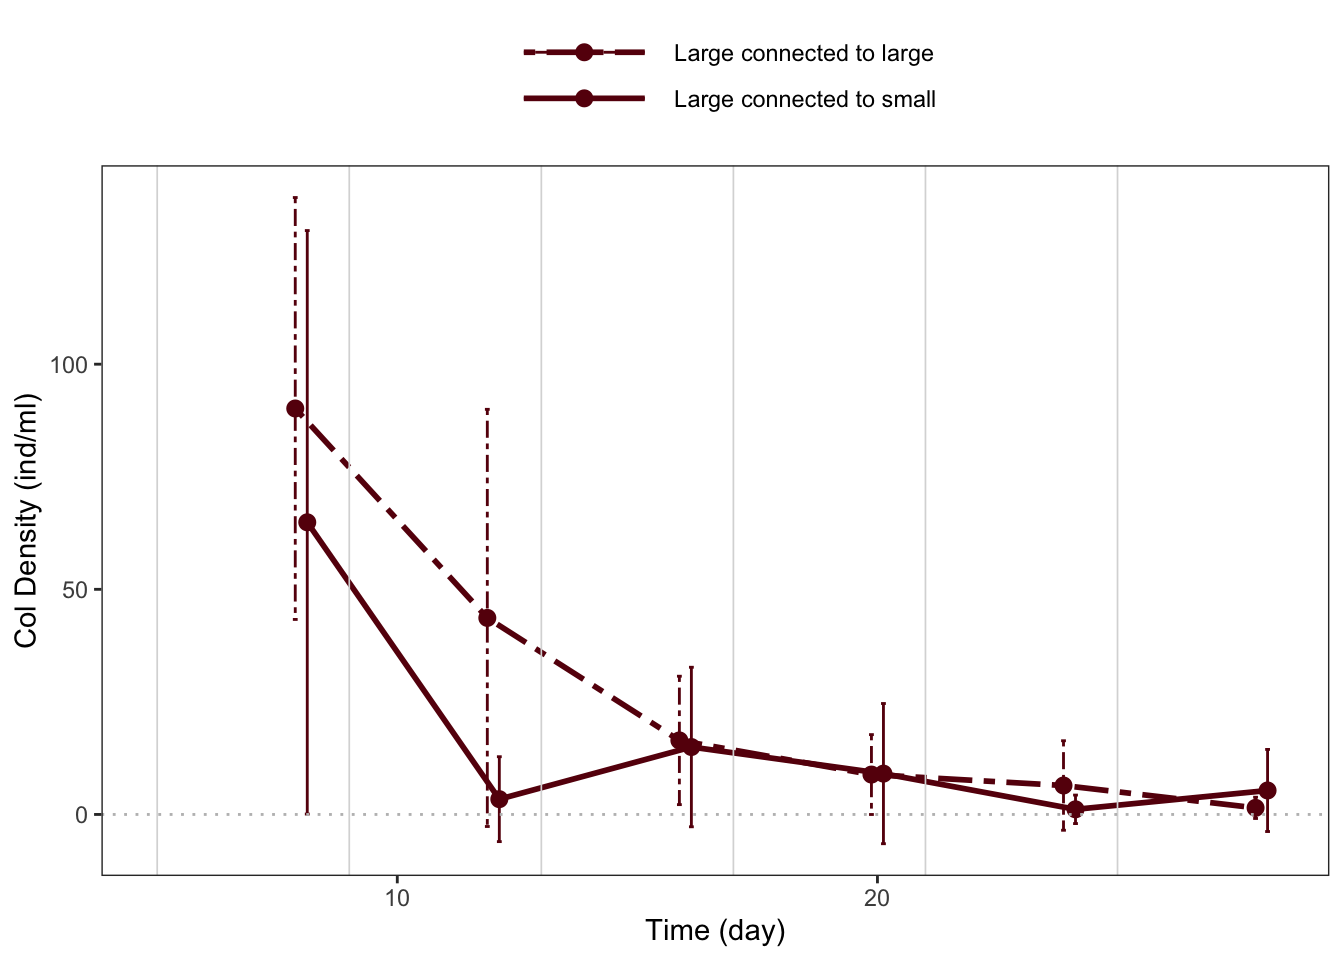 Large connected to large
Large connected to small
Col Density (ind/ml)
100
50
0
10
20
Time (day)